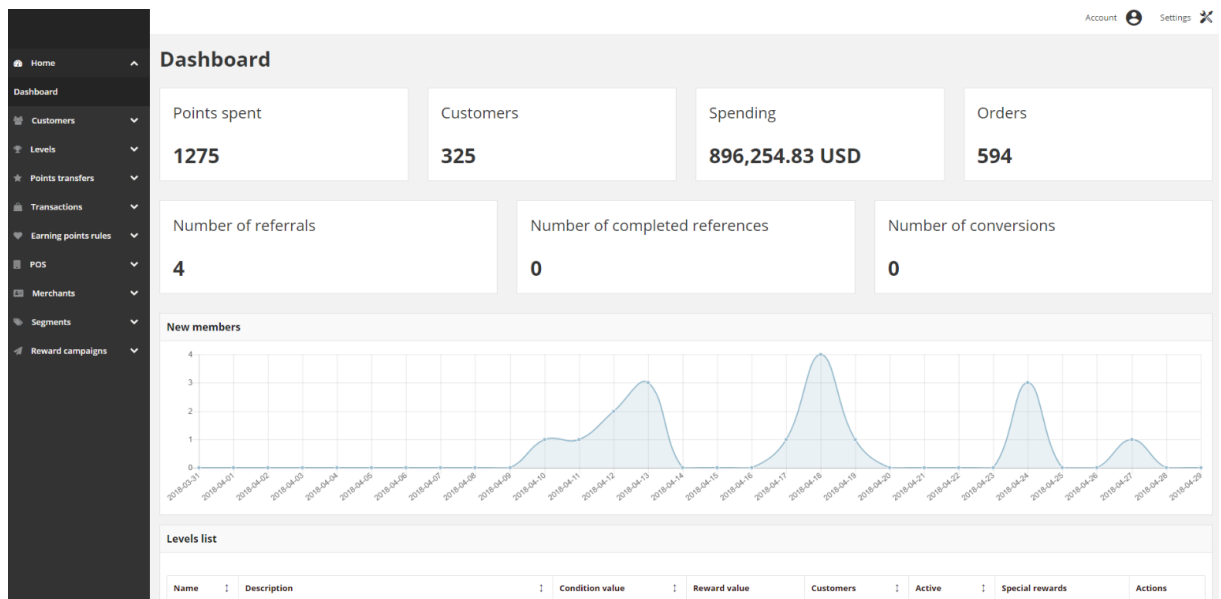 Account Settings
Home
Dashboard
Customers
Levels
Points transfers
Transactions
Earning points rules
POS
Merchants
Segments
Reward campaigns
Dashboard
Points spent Customers Spending Orders
1275 325 896,254.83 USD 594
Number of referrals Number of completed references Number of conversions
4 0 0
New members
4
3
2
1
0
2018-03-31 2018-04-01 2018-04-02 2018-04-03 2018-04-04 2018-04-05 2018-04-06 2018-04-07 2018-04-08 2018-04-09 2018-04-10 2018-04-11 2018-04-12 2018-04-13 2018-04-14 2018-04-15 2018-04-16 2018-04-17 2018-04-18 2018-04-19 2018-04-20 2018-04-21 2018-04-22 2018-04-23 2018-04-24 2018-04-25 2018-04-26 2018-04-27 2018-04-28 2018-04-29
Levels list
Name Description Condition value Reward value Customers Active Special rewards Actions